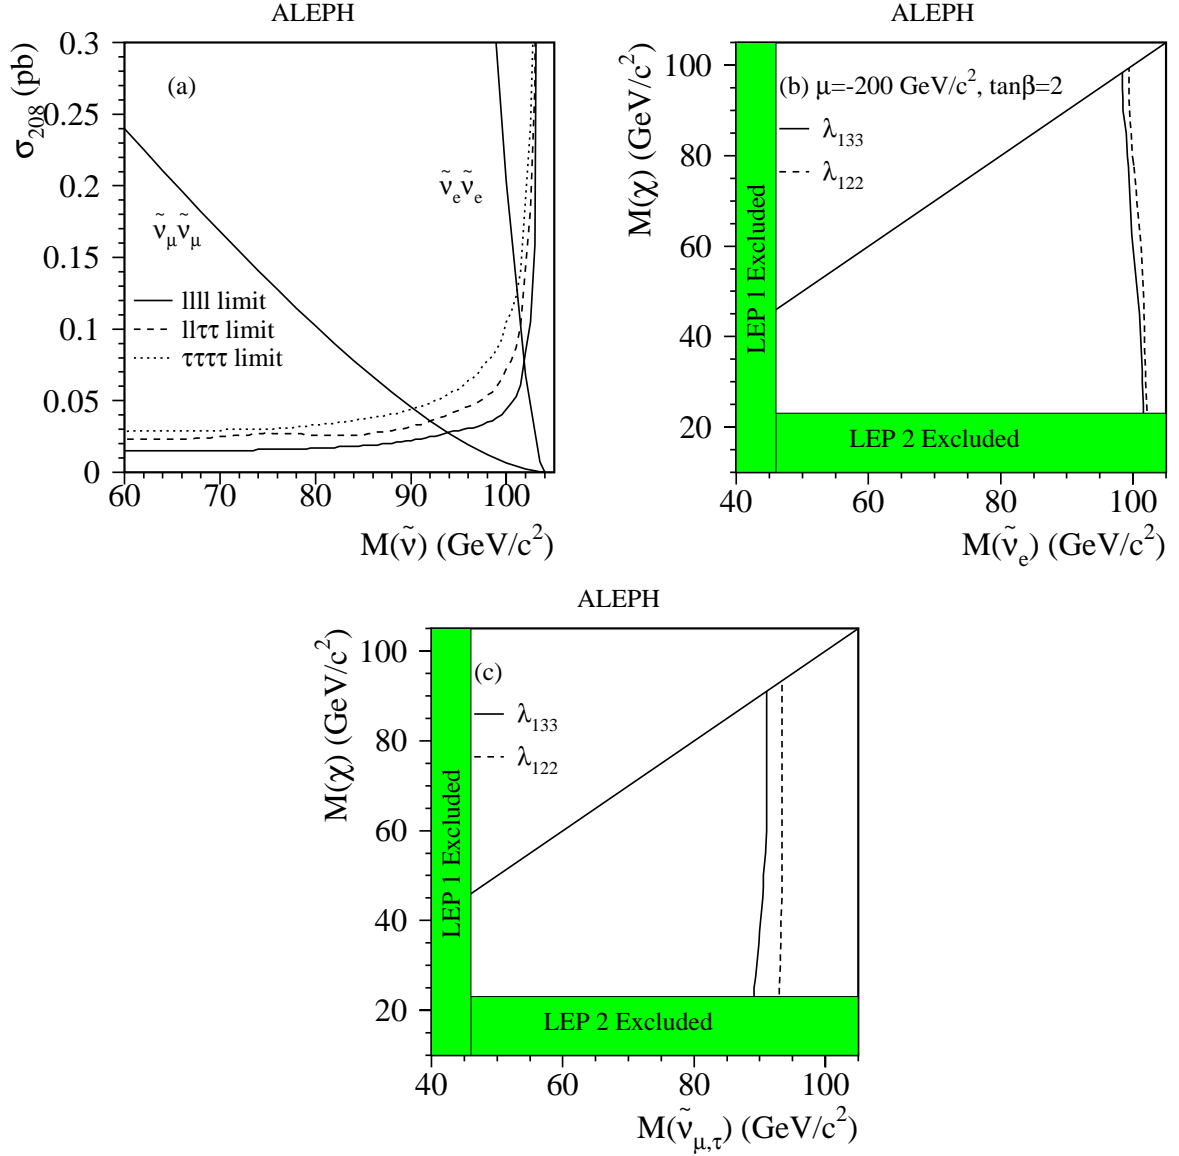 ALEPH
σ208 (pb)
0.3
0.25
0.2
0.15
0.1
0.05
0
(a)
ν̃μν̃μ
ν̃eν̃e
llll limit
llττ limit
ττττ limit
60 70 80 90 100
M(ν̃) (GeV/c²)
ALEPH
M(χ) (GeV/c²)
100
80
60
40
20
(b) μ=-200 GeV/c², tanβ=2
λ133
λ122
LEP 1 Excluded
LEP 2 Excluded
40 60 80 100
M(ν̃e) (GeV/c²)
ALEPH
M(χ) (GeV/c²)
100
80
60
40
20
(c)
λ133
λ122
LEP 1 Excluded
LEP 2 Excluded
40 60 80 100
M(ν̃μ,τ) (GeV/c²)